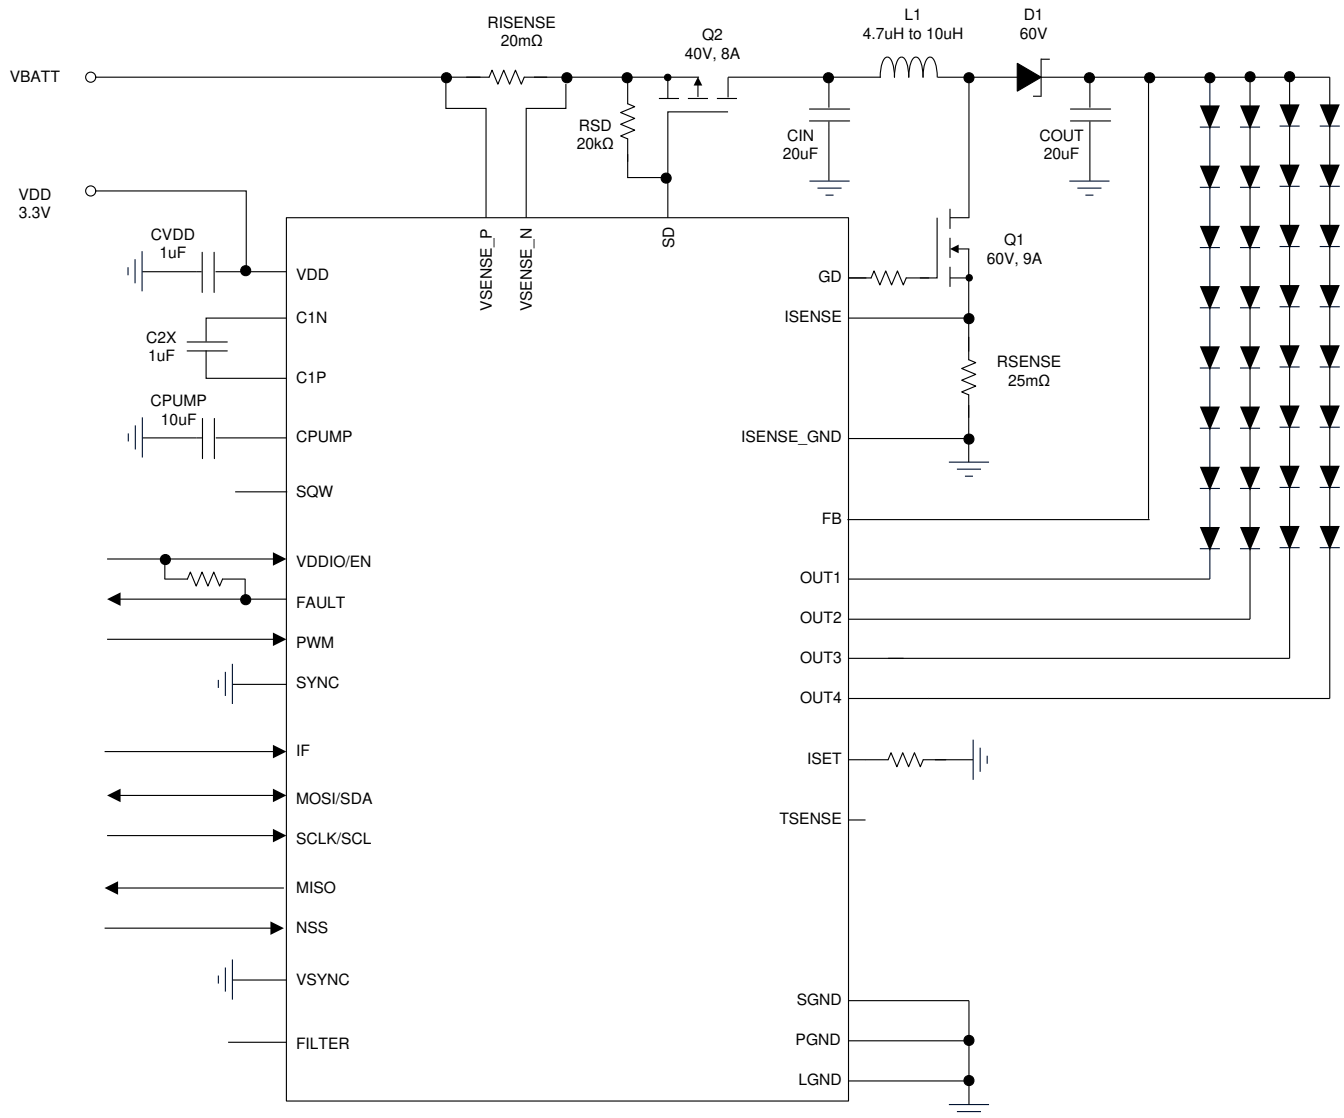 RISENSE
20mΩ
Q2
40V, 8A
L1
4.7uH to 10uH
D1
60V
VBATT
RSD
20kΩ
CIN
20uF
COUT
20uF
VDD
3.3V
CVDD
1uF
VDD
C1N
C2X
1uF
C1P
CPUMP
10uF
CPUMP
SQW
VDDIO/EN
FAULT
PWM
SYNC
IF
MOSI/SDA
SCLK/SCL
MISO
NSS
VSYNC
FILTER
VSENSE_P
VSENSE_N
SD
GD
Q1
60V, 9A
ISENSE
RSENSE
25mΩ
ISENSE_GND
FB
OUT1
OUT2
OUT3
OUT4
ISET
TSENSE
SGND
PGND
LGND